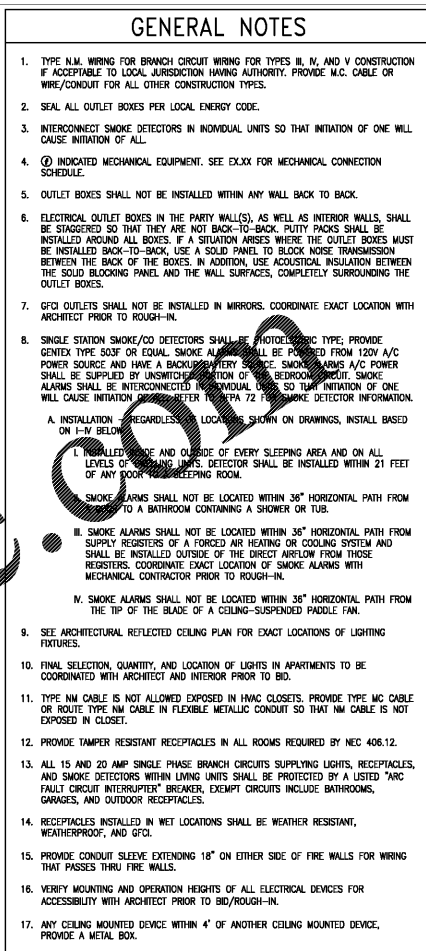 GENERAL NOTES
1. TYPE N.M. WIRING FOR BRANCH CIRCUIT WIRING FOR TYPES III, IV, AND V CONSTRUCTION
IF ACCEPTABLE TO LOCAL JURISDICTION HAVING AUTHORITY. PROVIDE M.C. CABLE OR
WIRE/CONDUIT FOR ALL OTHER CONSTRUCTION TYPES.
2. SEAL ALL OUTLET BOXES PER LOCAL ENERGY CODE.
3. INTERCONNECT SMOKE DETECTORS IN INDIVIDUAL UNITS SO THAT INITIATION OF ONE WILL
CAUSE INITIATION OF ALL.
4. INDICATED MECHANICAL EQUIPMENT. SEE EX.XX FOR MECHANICAL CONNECTION
SCHEDULE.
5. OUTLET BOXES SHALL NOT BE INSTALLED WITHIN ANY WALL BACK TO BACK.
6. ELECTRICAL OUTLET BOXES IN THE PARTY WALL(S), AS WELL AS INTERIOR WALLS, SHALL
BE STAGGERED SO THAT THEY ARE NOT BACK-TO-BACK. PUTTY PACKS SHALL BE
INSTALLED AROUND ALL BOXES. IF A SITUATION ARISES WHERE THE OUTLET BOXES MUST
BE INSTALLED BACK-TO-BACK, USE A SOLID PANEL TO BLOCK NOISE TRANSMISSION
BETWEEN THE BACK OF THE BOXES. IN ADDITION, USE ACOUSTICAL INSULATION BETWEEN
THE SOLID BLOCKING PANEL AND THE WALL SURFACES, COMPLETELY SURROUNDING THE
OUTLET BOXES.
7. GFCI OUTLETS SHALL NOT BE INSTALLED IN MIRRORS. COORDINATE EXACT LOCATION WITH
ARCHITECT PRIOR TO ROUGH-IN.
8. SINGLE STATION SMOKE/CO DETECTORS SHALL BE PHOTOELECTRIC TYPE; PROVIDE
GENTEX TYPE 503F OR EQUAL. SMOKE ALARMS SHALL BE POWERED FROM 120V A/C
POWER SOURCE AND HAVE A BACKUP BATTERY SOURCE. SMOKE ALARMS A/C POWER
SHALL BE SUPPLIED BY UNSWITCHED PORTION OF THE BEDROOM CIRCUIT. SMOKE
ALARMS SHALL BE INTERCONNECTED IN INDIVIDUAL UNITS SO THAT INITIATION OF ONE
WILL CAUSE INITIATION OF ALL. REFER TO NFPA 72 FOR SMOKE DETECTOR INFORMATION.
A. INSTALLATION - REGARDLESS OF LOCATIONS SHOWN ON DRAWINGS, INSTALL BASED
ON I-IV BELOW:
I. INSTALLED INSIDE AND OUTSIDE OF EVERY SLEEPING AREA AND ON ALL
LEVELS OF DWELLING UNITS. DETECTOR SHALL BE INSTALLED WITHIN 21 FEET
OF ANY DOOR TO A SLEEPING ROOM.
II. SMOKE ALARMS SHALL NOT BE LOCATED WITHIN 36" HORIZONTAL PATH FROM
A DOOR TO A BATHROOM CONTAINING A SHOWER OR TUB.
III. SMOKE ALARMS SHALL NOT BE LOCATED WITHIN 36" HORIZONTAL PATH FROM
SUPPLY REGISTERS OF A FORCED AIR HEATING OR COOLING SYSTEM AND
SHALL BE INSTALLED OUTSIDE OF THE DIRECT AIRFLOW FROM THOSE
REGISTERS. COORDINATE EXACT LOCATION OF SMOKE ALARMS WITH
MECHANICAL CONTRACTOR PRIOR TO ROUGH-IN.
IV. SMOKE ALARMS SHALL NOT BE LOCATED WITHIN 36" HORIZONTAL PATH FROM
THE TIP OF THE BLADE OF A CEILING-SUSPENDED PADDLE FAN.
9. SEE ARCHITECTURAL REFLECTED CEILING PLAN FOR EXACT LOCATIONS OF LIGHTING
FIXTURES.
10. FINAL SELECTION, QUANTITY, AND LOCATION OF LIGHTS IN APARTMENTS TO BE
COORDINATED WITH ARCHITECT AND INTERIOR PRIOR TO BID.
11. TYPE NM CABLE IS NOT ALLOWED EXPOSED IN HVAC CLOSETS. PROVIDE TYPE MC CABLE
OR ROUTE TYPE NM CABLE IN FLEXIBLE METALLIC CONDUIT SO THAT NM CABLE IS NOT
EXPOSED IN CLOSET.
12. PROVIDE TAMPER RESISTANT RECEPTACLES IN ALL ROOMS REQUIRED BY NEC 406.12.
13. ALL 15 AND 20 AMP SINGLE PHASE BRANCH CIRCUITS SUPPLYING LIGHTS, RECEPTACLES,
AND SMOKE DETECTORS WITHIN LIVING UNITS SHALL BE PROTECTED BY A LISTED "ARC
FAULT CIRCUIT INTERRUPTER" BREAKER, EXEMPT CIRCUITS INCLUDE BATHROOMS,
GARAGES, AND OUTDOOR RECEPTACLES.
14. RECEPTACLES INSTALLED IN WET LOCATIONS SHALL BE WEATHER RESISTANT,
WEATHERPROOF, AND GFCI.
15. PROVIDE CONDUIT SLEEVE EXTENDING 18" ON EITHER SIDE OF FIRE WALLS FOR WIRING
THAT PASSES THRU FIRE WALLS.
16. VERIFY MOUNTING AND OPERATION HEIGHTS OF ALL ELECTRICAL DEVICES FOR
ACCESSIBILITY WITH ARCHITECT PRIOR TO BID/ROUGH-IN.
17. ANY CEILING MOUNTED DEVICE WITHIN 4' OF ANOTHER CEILING MOUNTED DEVICE,
PROVIDE A METAL BOX.
.com